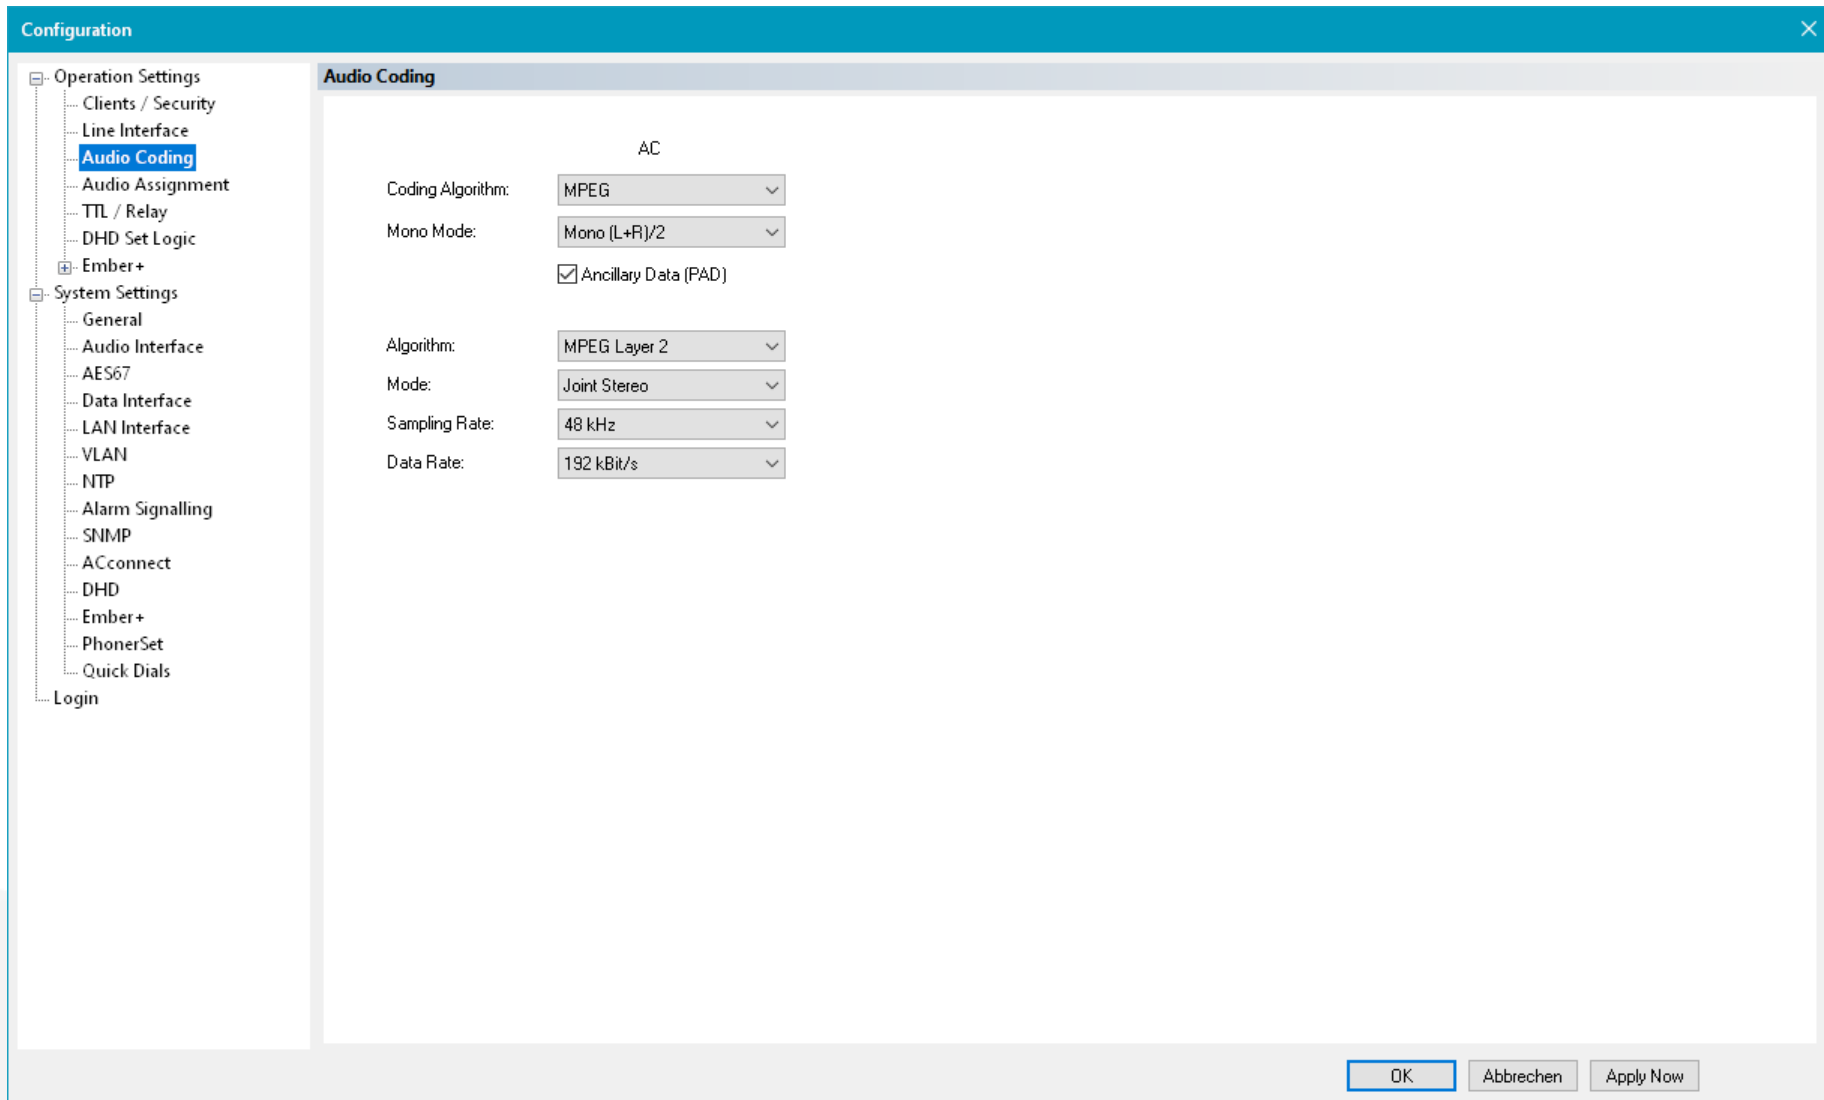 Configuration
Operation Settings
Clients / Security
Line Interface
Audio Coding
Audio Assignment
TTL / Relay
DHD Set Logic
Ember+
System Settings
General
Audio Interface
AES67
Data Interface
LAN Interface
VLAN
NTP
Alarm Signalling
SNMP
ACconnect
DHD
Ember+
PhonerSet
Quick Dials
Login
Audio Coding
AC
Coding Algorithm: MPEG
Mono Mode: Mono (L+R)/2
Ancillary Data (PAD)
Algorithm: MPEG Layer 2
Mode: Joint Stereo
Sampling Rate: 48 kHz
Data Rate: 192 kBit/s
OK Abbrechen Apply Now